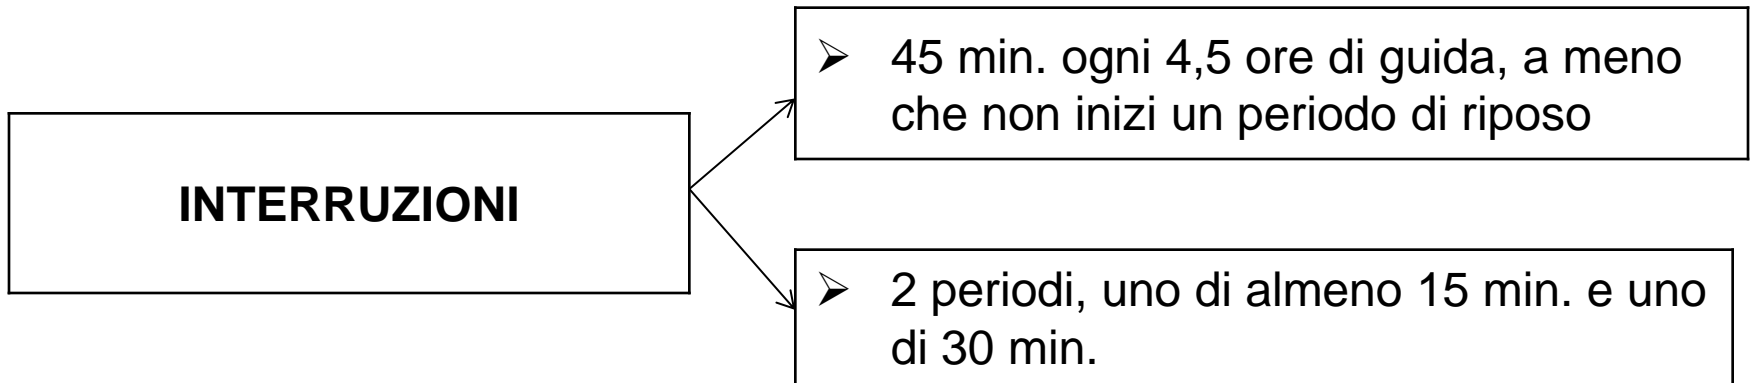 INTERRUZIONI
➢ 45 min. ogni 4,5 ore di guida, a meno
che non inizi un periodo di riposo
➢ 2 periodi, uno di almeno 15 min. e uno
di 30 min.